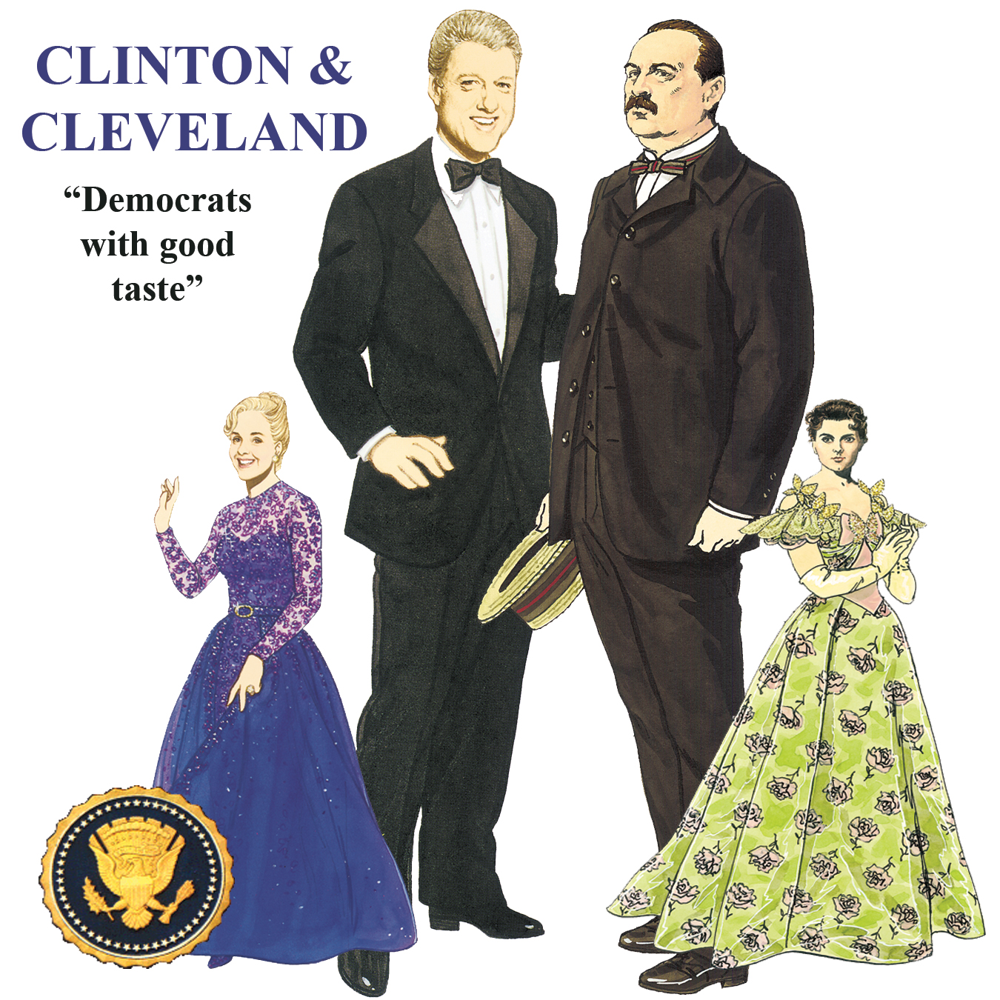 CLINTON &
CLEVELAND
“Democrats
with good
taste”